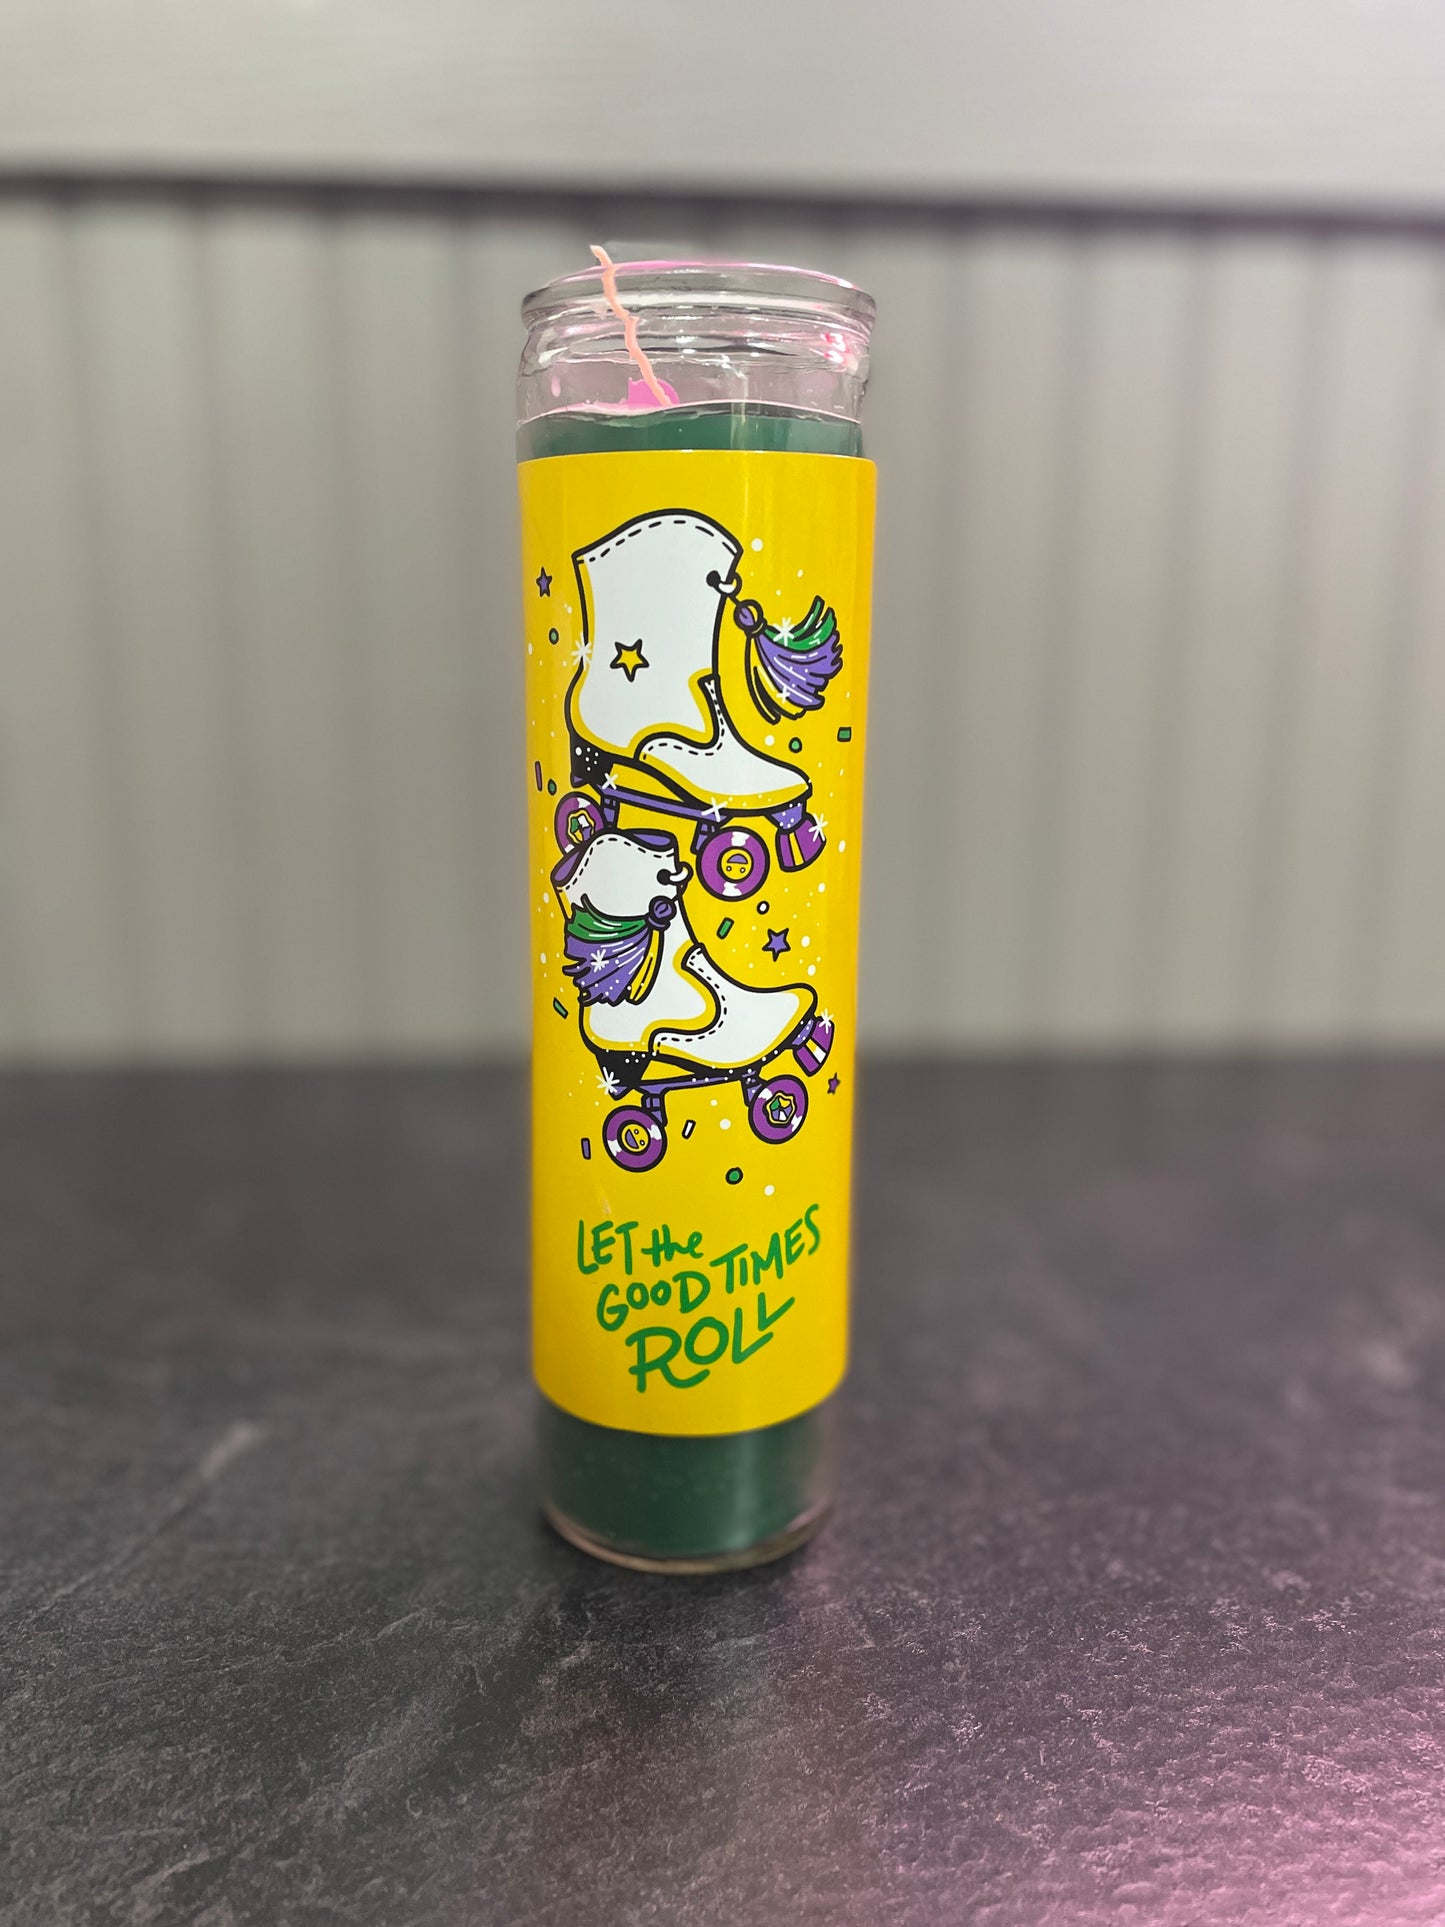 LET the
GOOD TIMES
ROLL